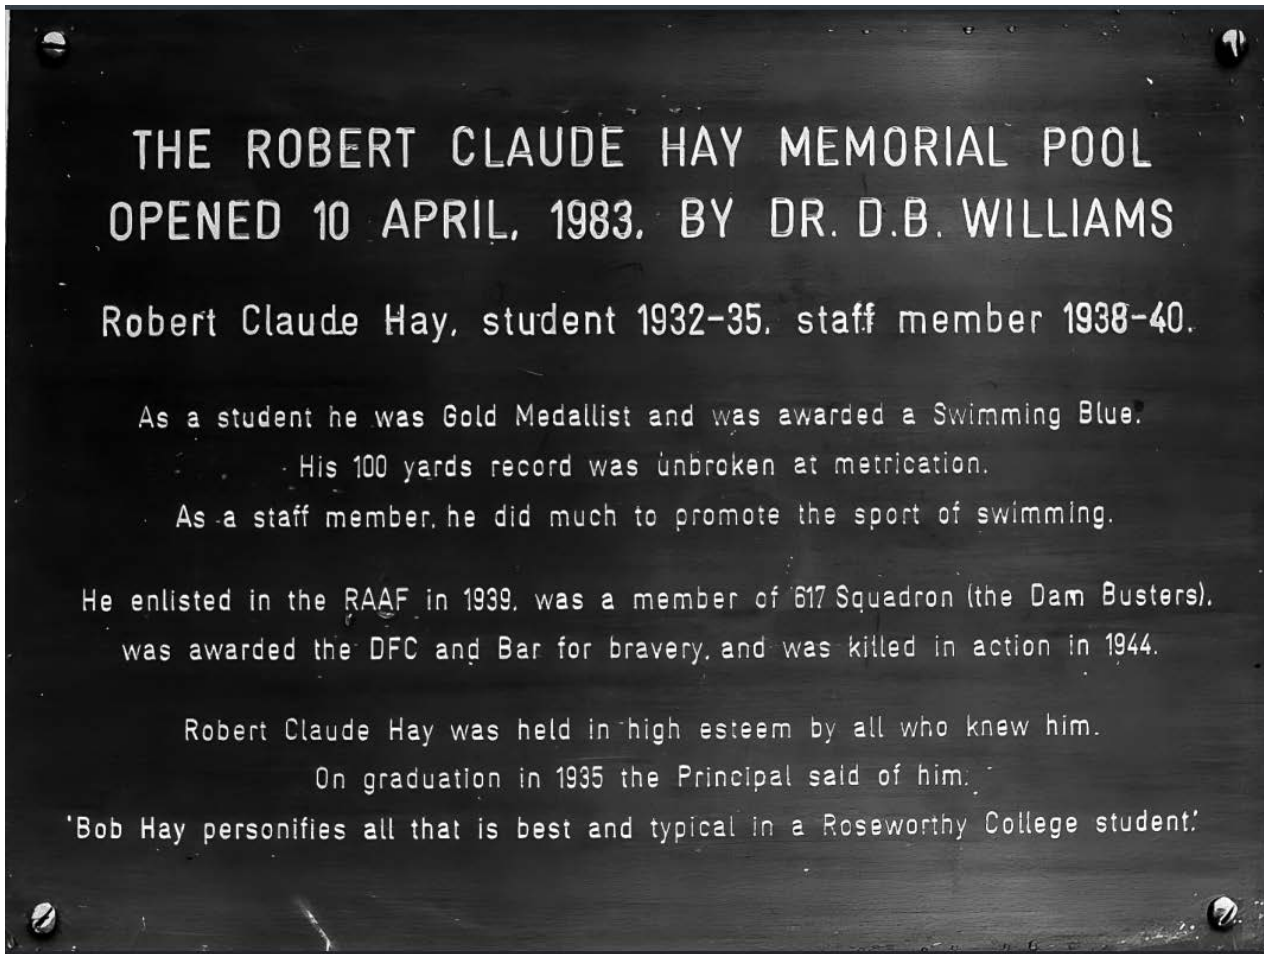 THE ROBERT CLAUDE HAY MEMORIAL POOL
OPENED 10 APRIL, 1983, BY DR. D.B. WILLIAMS
Robert Claude Hay, student 1932-35, staff member 1938-40.
As a student he was Gold Medallist and was awarded a Swimming Blue.
His 100 yards record was unbroken at metrication.
As a staff member, he did much to promote the sport of swimming.
He enlisted in the RAAF in 1939, was a member of 617 Squadron (the Dam Busters),
was awarded the DFC and Bar for bravery, and was killed in action in 1944.
Robert Claude Hay was held in high esteem by all who knew him.
On graduation in 1935 the Principal said of him:
'Bob Hay personifies all that is best and typical in a Roseworthy College student.'